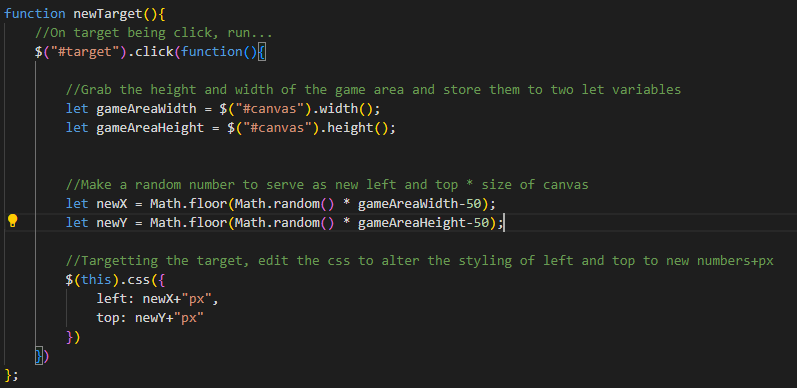 function newTarget(){
//On target being click, run...
$("#target").click(function(){
//Grab the height and width of the game area and store them to two let variables
let gameAreaWidth = $("#canvas").width();
let gameAreaHeight = $("#canvas").height();
//Make a random number to serve as new left and top * size of canvas
let newX = Math.floor(Math.random() * gameAreaWidth-50);
let newY = Math.floor(Math.random() * gameAreaHeight-50);
//Targetting the target, edit the css to alter the styling of left and top to new numbers+px
$(this).css({
left: newX+"px",
top: newY+"px"
})
})
};